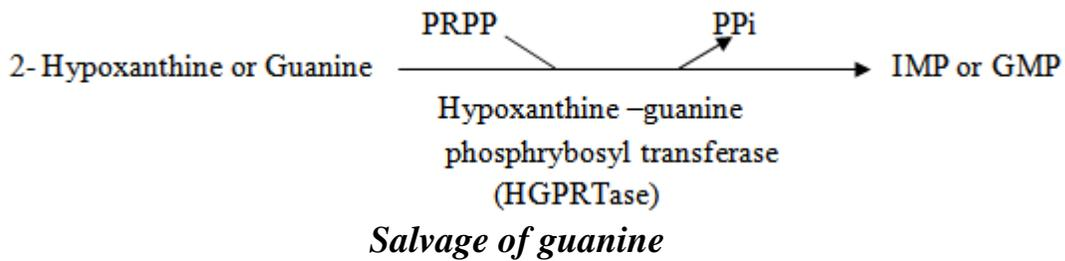 PRPP PPi
2- Hypoxanthine or Guanine IMP or GMP
Hypoxanthine –guanine
phosphrybosyl transferase
(HGPRTase)
Salvage of guanine